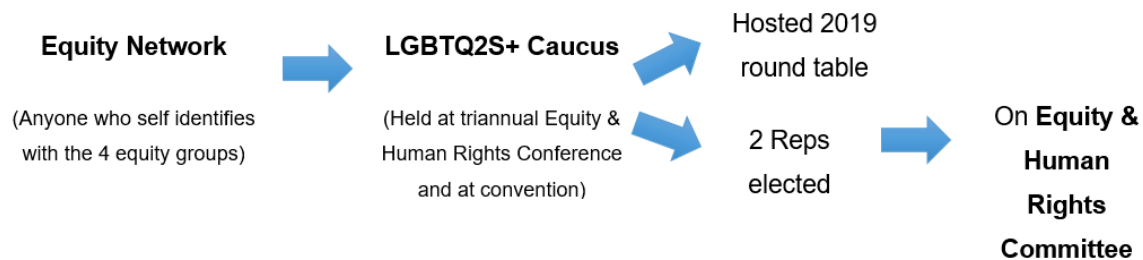 Equity Network
(Anyone who self identifies
with the 4 equity groups)
LGBTQ2S+ Caucus
(Held at triannual Equity &
Human Rights Conference
and at convention)
Hosted 2019
round table
2 Reps
elected
On Equity &
Human
Rights
Committee